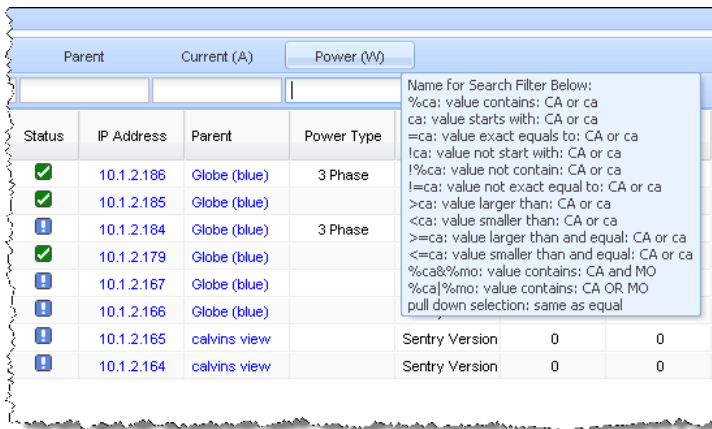 Parent Current (A) Power (W)
Name for Search Filter Below:
%ca: value contains: CA or ca
ca: value starts with: CA or ca
=ca: value exact equals to: CA or ca
!ca: value not start with: CA or ca
!%ca: value not contain: CA or ca
!=ca: value not exact equal to: CA or ca
>ca: value larger than: CA or ca
<ca: value smaller than: CA or ca
>=ca: value larger than and equal: CA or ca
<=ca: value smaller than and equal: CA or ca
%ca&%mo: value contains: CA and MO
%ca|%mo: value contains: CA OR MO
pull down selection: same as equal
Status IP Address Parent Power Type
10.1.2.186 Globe (blue) 3 Phase
10.1.2.185 Globe (blue)
10.1.2.184 Globe (blue) 3 Phase
10.1.2.179 Globe (blue)
10.1.2.167 Globe (blue)
10.1.2.166 Globe (blue)
10.1.2.165 calvins view Sentry Version 0 0
10.1.2.164 calvins view Sentry Version 0 0